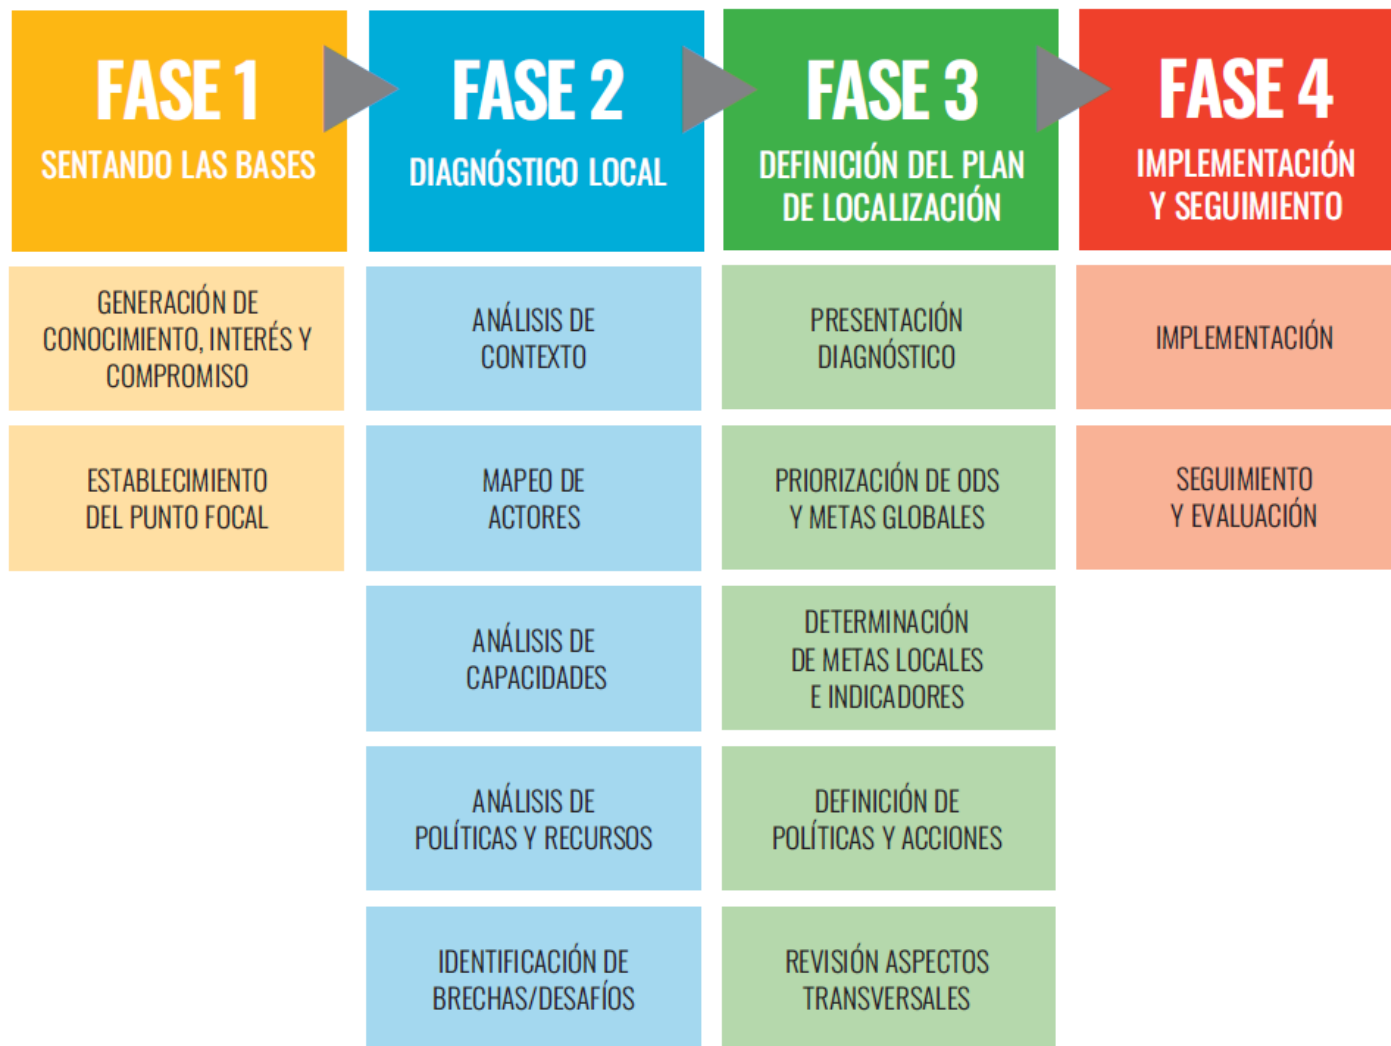 FASE 1
SENTANDO LAS BASES
GENERACIÓN DE
CONOCIMIENTO, INTERÉS Y
COMPROMISO
ESTABLECIMIENTO
DEL PUNTO FOCAL
FASE 2
DIAGNÓSTICO LOCAL
ANÁLISIS DE
CONTEXTO
MAPEO DE
ACTORES
ANÁLISIS DE
CAPACIDADES
ANÁLISIS DE
POLÍTICAS Y RECURSOS
IDENTIFICACIÓN DE
BRECHAS/DESAFÍOS
FASE 3
DEFINICIÓN DEL PLAN
DE LOCALIZACIÓN
PRESENTACIÓN
DIAGNÓSTICO
PRIORIZACIÓN DE ODS
Y METAS GLOBALES
DETERMINACIÓN
DE METAS LOCALES
E INDICADORES
DEFINICIÓN DE
POLÍTICAS Y ACCIONES
REVISIÓN ASPECTOS
TRANSVERSALES
FASE 4
IMPLEMENTACIÓN
Y SEGUIMIENTO
IMPLEMENTACIÓN
SEGUIMIENTO
Y EVALUACIÓN